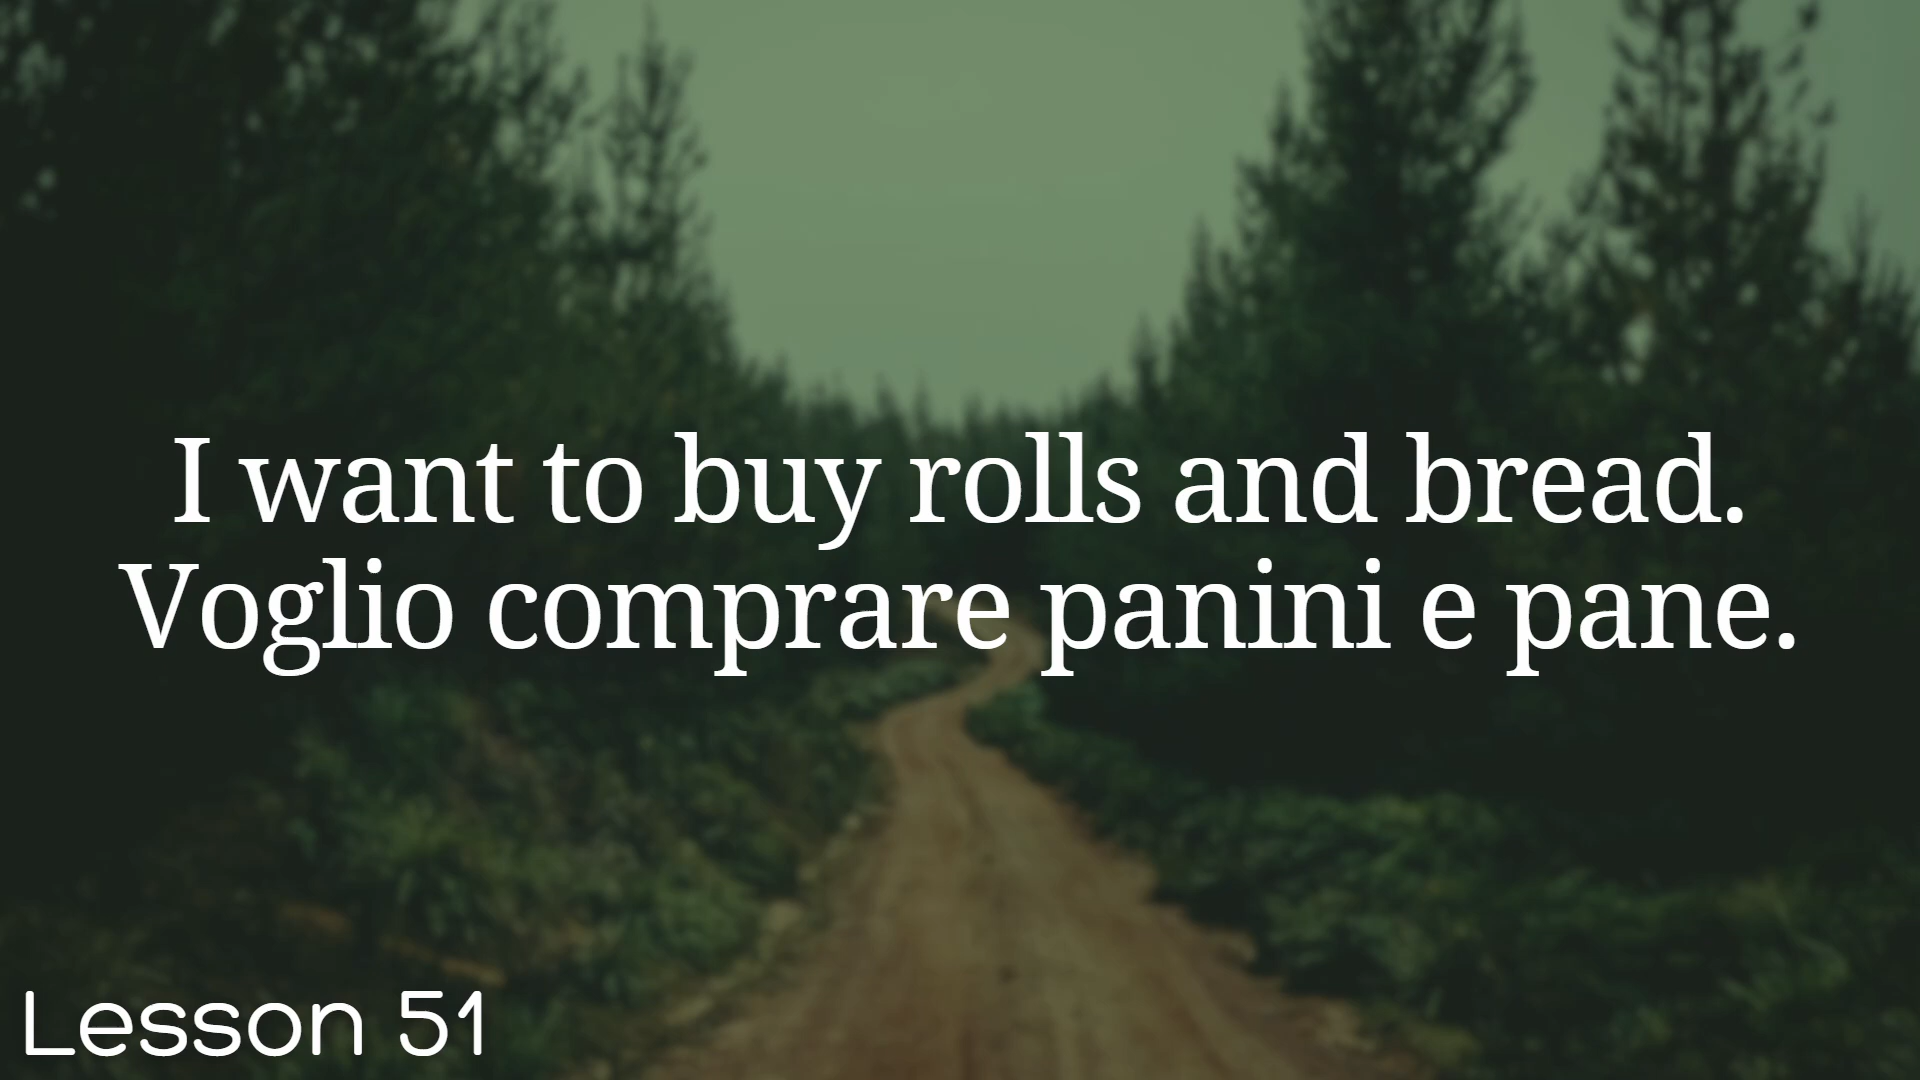 I want to buy rolls and bread.
Voglio comprare panini e pane.
Lesson 51